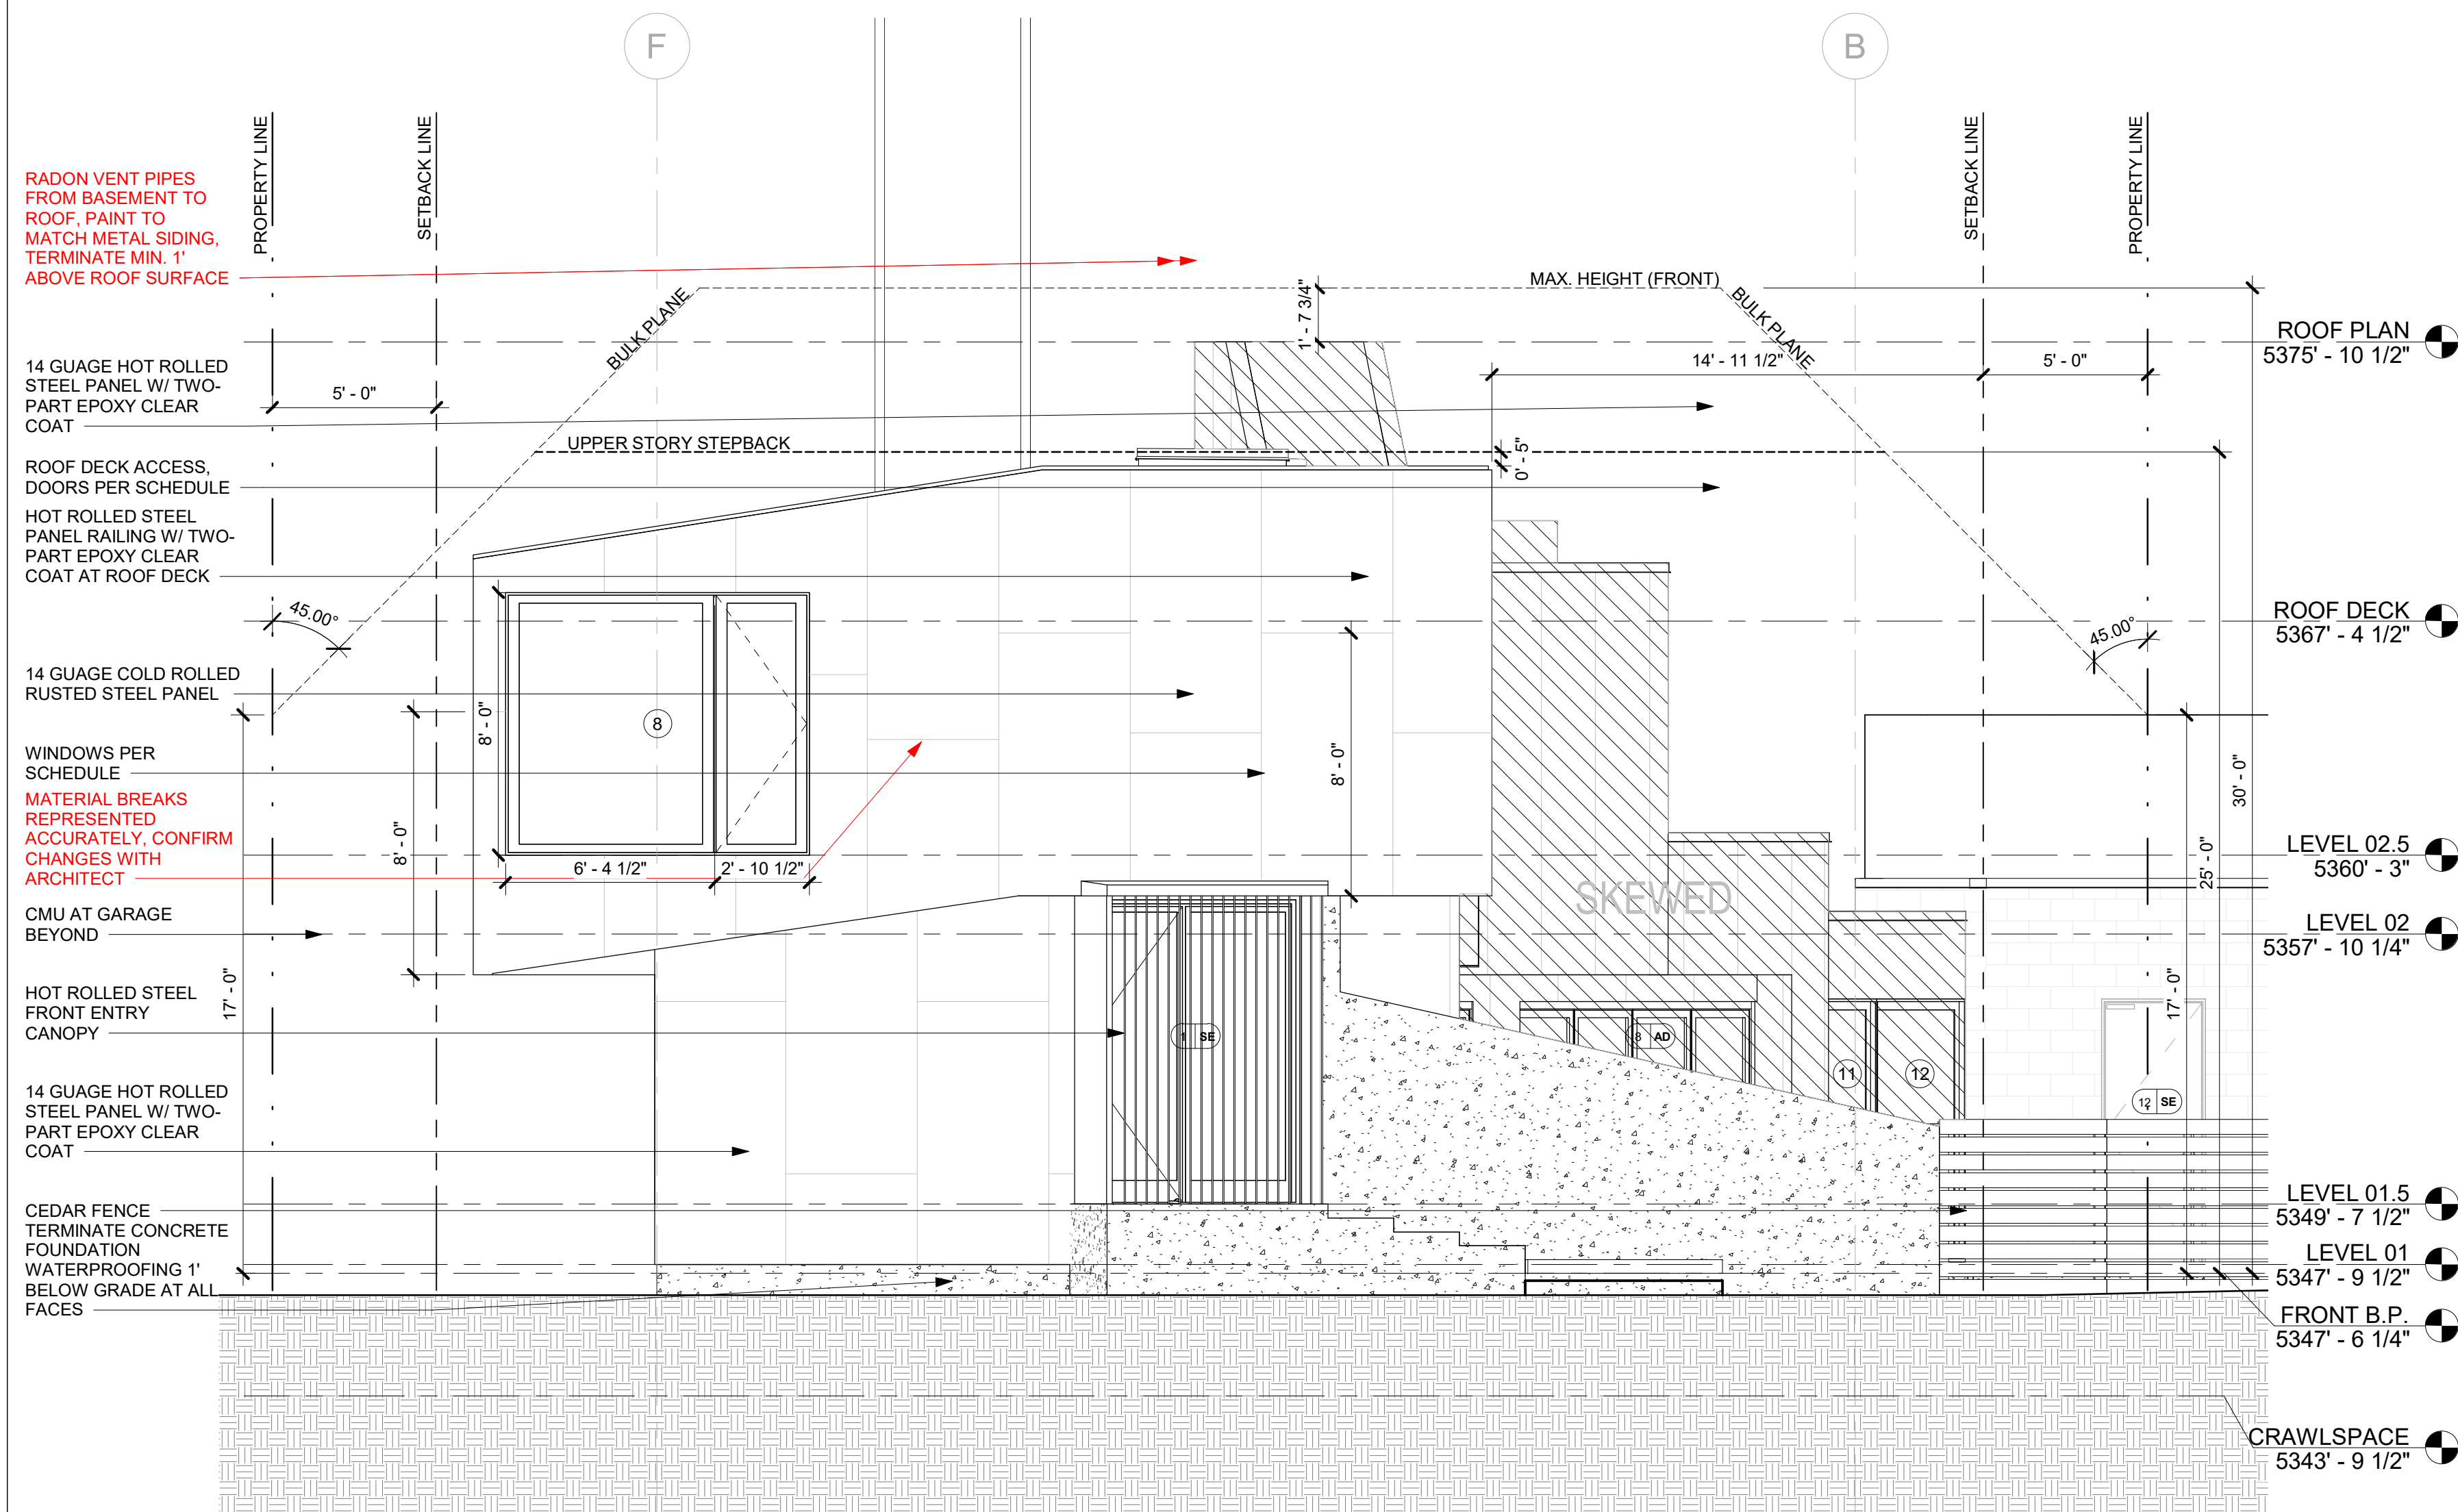 F
B
PROPERTY LINE
SETBACK LINE
SETBACK LINE
PROPERTY LINE
RADON VENT PIPES
FROM BASEMENT TO
ROOF, PAINT TO
MATCH METAL SIDING,
TERMINATE MIN. 1'
ABOVE ROOF SURFACE
14 GUAGE HOT ROLLED
STEEL PANEL W/ TWO-
PART EPOXY CLEAR
COAT
ROOF DECK ACCESS,
DOORS PER SCHEDULE
HOT ROLLED STEEL
PANEL RAILING W/ TWO-
PART EPOXY CLEAR
COAT AT ROOF DECK
14 GUAGE COLD ROLLED
RUSTED STEEL PANEL
WINDOWS PER
SCHEDULE
MATERIAL BREAKS
REPRESENTED
ACCURATELY, CONFIRM
CHANGES WITH
ARCHITECT
CMU AT GARAGE
BEYOND
HOT ROLLED STEEL
FRONT ENTRY
CANOPY
14 GUAGE HOT ROLLED
STEEL PANEL W/ TWO-
PART EPOXY CLEAR
COAT
CEDAR FENCE
TERMINATE CONCRETE
FOUNDATION
WATERPROOFING 1'
BELOW GRADE AT ALL
FACES
BULK PLANE
MAX. HEIGHT (FRONT)
BULK PLANE
1' - 7 3/4"
5' - 0"
14' - 11 1/2"
5' - 0"
UPPER STORY STEPBACK
0' - 5"
45.00°
45.00°
8' - 0"
8
8' - 0"
8' - 0"
6' - 4 1/2"
2' - 10 1/2"
17' - 0"
SKEWED
30' - 0"
25' - 0"
17' - 0"
1 SE
8 AD
11
12
12 SE
ROOF PLAN
5375' - 10 1/2"
ROOF DECK
5367' - 4 1/2"
LEVEL 02.5
5360' - 3"
LEVEL 02
5357' - 10 1/4"
LEVEL 01.5
5349' - 7 1/2"
LEVEL 01
5347' - 9 1/2"
FRONT B.P.
5347' - 6 1/4"
CRAWLSPACE
5343' - 9 1/2"